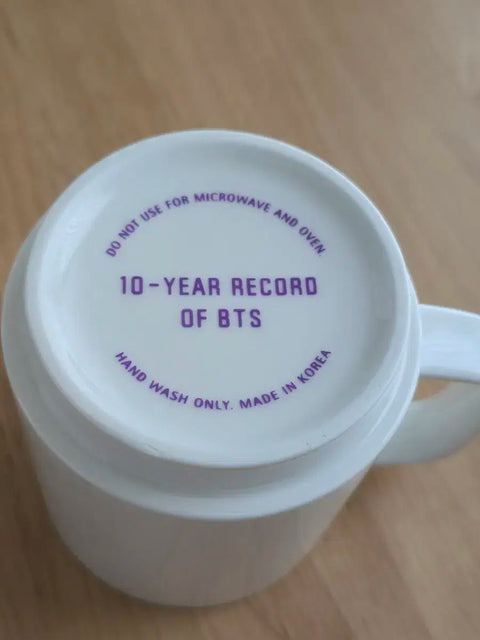 DO NOT USE FOR MICROWAVE AND OVEN.
10-YEAR RECORD
OF BTS
HAND WASH ONLY. MADE IN KOREA